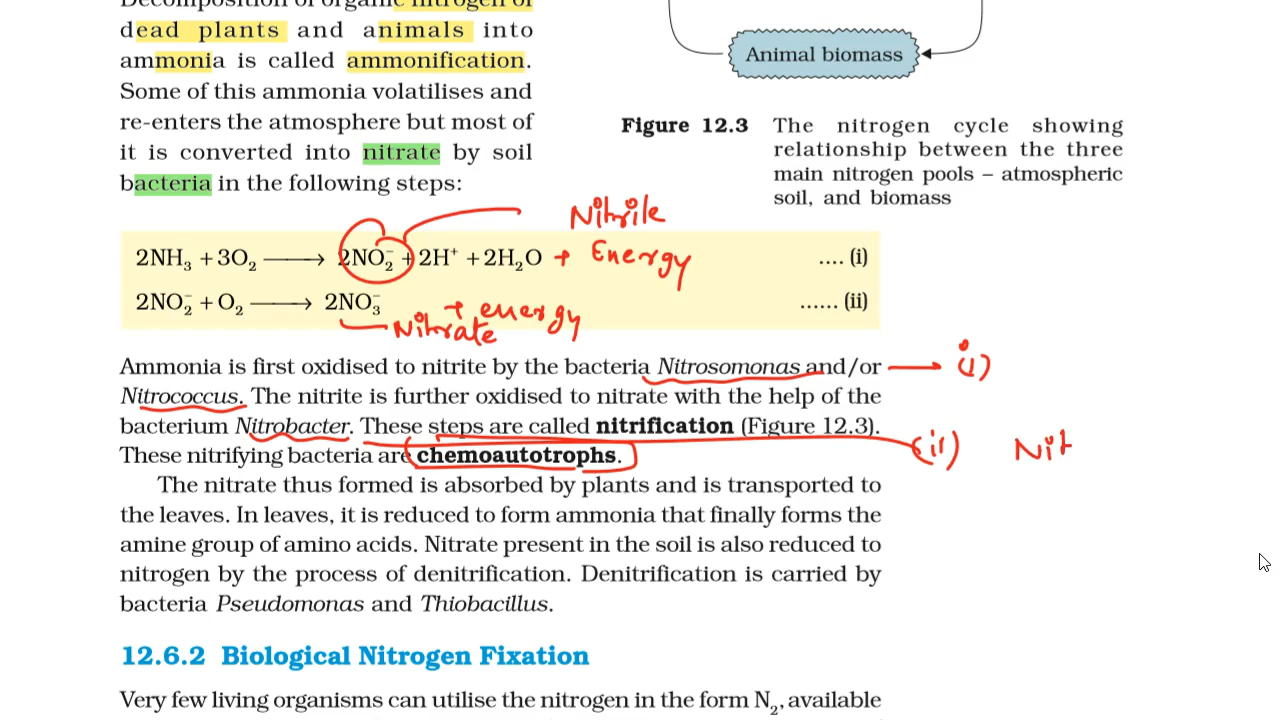 Decomposition of organic nitrogen of
dead plants and animals into
ammonia is called ammonification.
Some of this ammonia volatilises and
re-enters the atmosphere but most of
it is converted into nitrate by soil
bacteria in the following steps:
Animal biomass
Figure 12.3 The nitrogen cycle showing
relationship between the three
main nitrogen pools – atmospheric
soil, and biomass
Nitrile
2NH₃ + 3O₂ ⟶ 2NO₂⁻ + 2H⁺ + 2H₂O + Energy .... (i)
2NO₂⁻ + O₂ ⟶ 2NO₃⁻ + energy ...... (ii)
Nitrate
Ammonia is first oxidised to nitrite by the bacteria Nitrosomonas and/or → (i)
Nitrococcus. The nitrite is further oxidised to nitrate with the help of the
bacterium Nitrobacter. These steps are called nitrification (Figure 12.3).
These nitrifying bacteria are chemoautotrophs. (ii) Nit
The nitrate thus formed is absorbed by plants and is transported to
the leaves. In leaves, it is reduced to form ammonia that finally forms the
amine group of amino acids. Nitrate present in the soil is also reduced to
nitrogen by the process of denitrification. Denitrification is carried by
bacteria Pseudomonas and Thiobacillus.
12.6.2 Biological Nitrogen Fixation
Very few living organisms can utilise the nitrogen in the form N₂, available